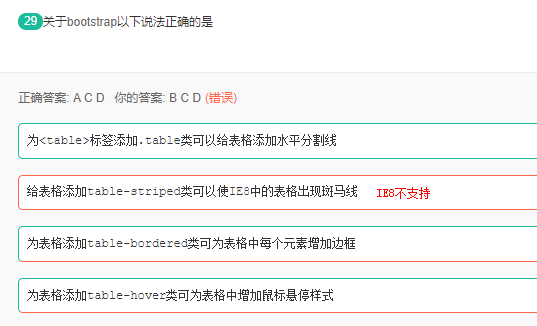 29 关于bootstrap以下说法正确的是
正确答案: A C D 你的答案: B C D (错误)
为<table>标签添加.table类可以给表格添加水平分割线
给表格添加table-striped类可以使IE8中的表格出现斑马线 IE8不支持
为表格添加table-bordered类可为表格中每个元素增加边框
为表格添加table-hover类可为表格中增加鼠标悬停样式